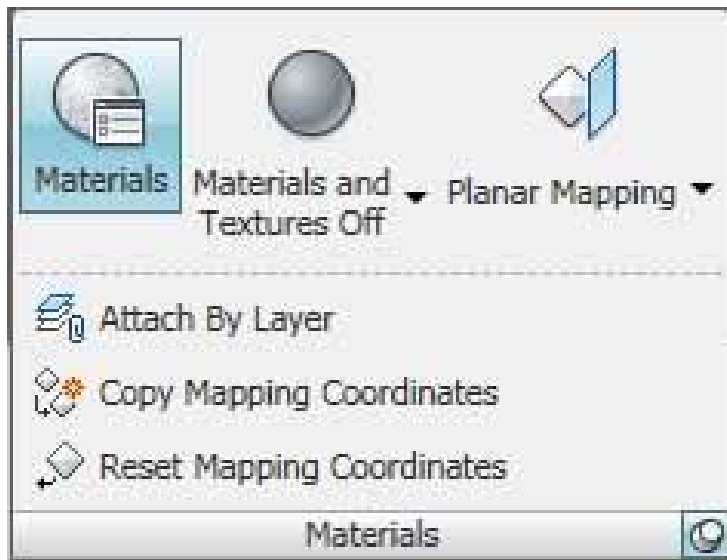 Materials
Materials and
Textures Off
Planar Mapping
Attach By Layer
Copy Mapping Coordinates
Reset Mapping Coordinates
Materials